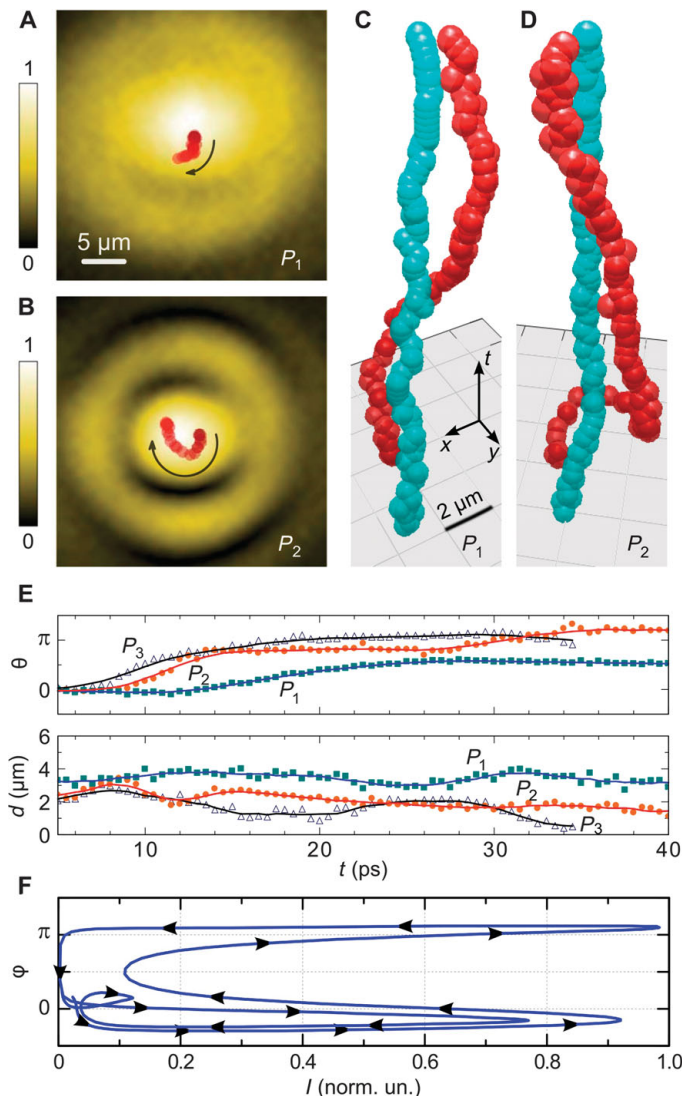 A
1
0
5 μm
P1
B
1
0
P2
C
t
x
y
2 μm
P1
D
P2
E
π
θ
0
P3
P2
P1
6
4
d (μm)
2
0
P1
P2
P3
10
20
30
40
t (ps)
F
π
φ
0
0
0.2
0.4
0.6
0.8
1.0
I (norm. un.)